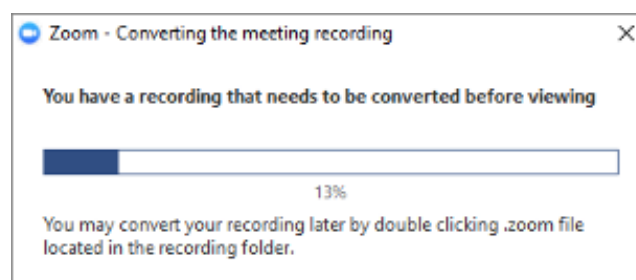 Zoom - Converting the meeting recording
You have a recording that needs to be converted before viewing
13%
You may convert your recording later by double clicking .zoom file
located in the recording folder.